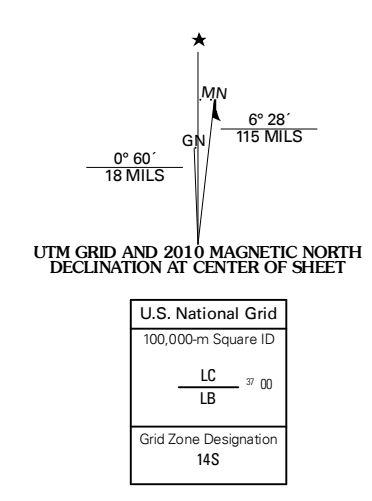 ★
MN
GN
6° 28´
115 MILS
0° 60´
18 MILS
UTM GRID AND 2010 MAGNETIC NORTH
DECLINATION AT CENTER OF SHEET
U.S. National Grid
100,000-m Square ID
LC
37 00
LB
Grid Zone Designation
14S